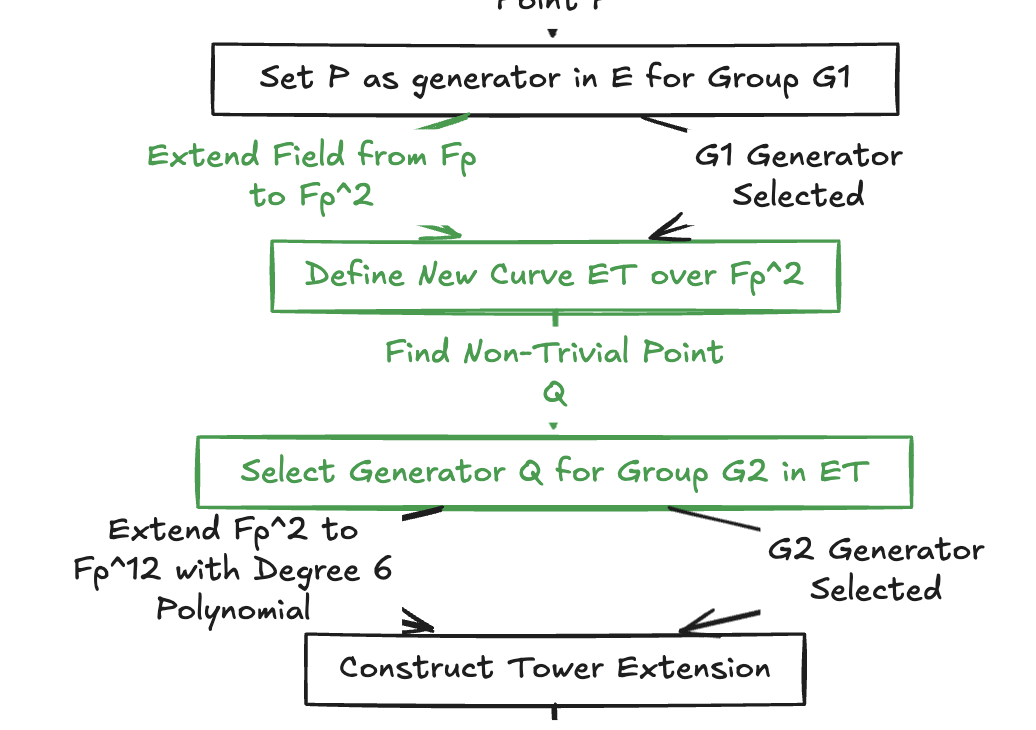 Point P
Set P as generator in E for Group G1
Extend Field from Fp
to Fp^2
G1 Generator
Selected
Define New Curve ET over Fp^2
Find Non-Trivial Point
Q
Select Generator Q for Group G2 in ET
Extend Fp^2 to
Fp^12 with Degree 6
Polynomial
G2 Generator
Selected
Construct Tower Extension